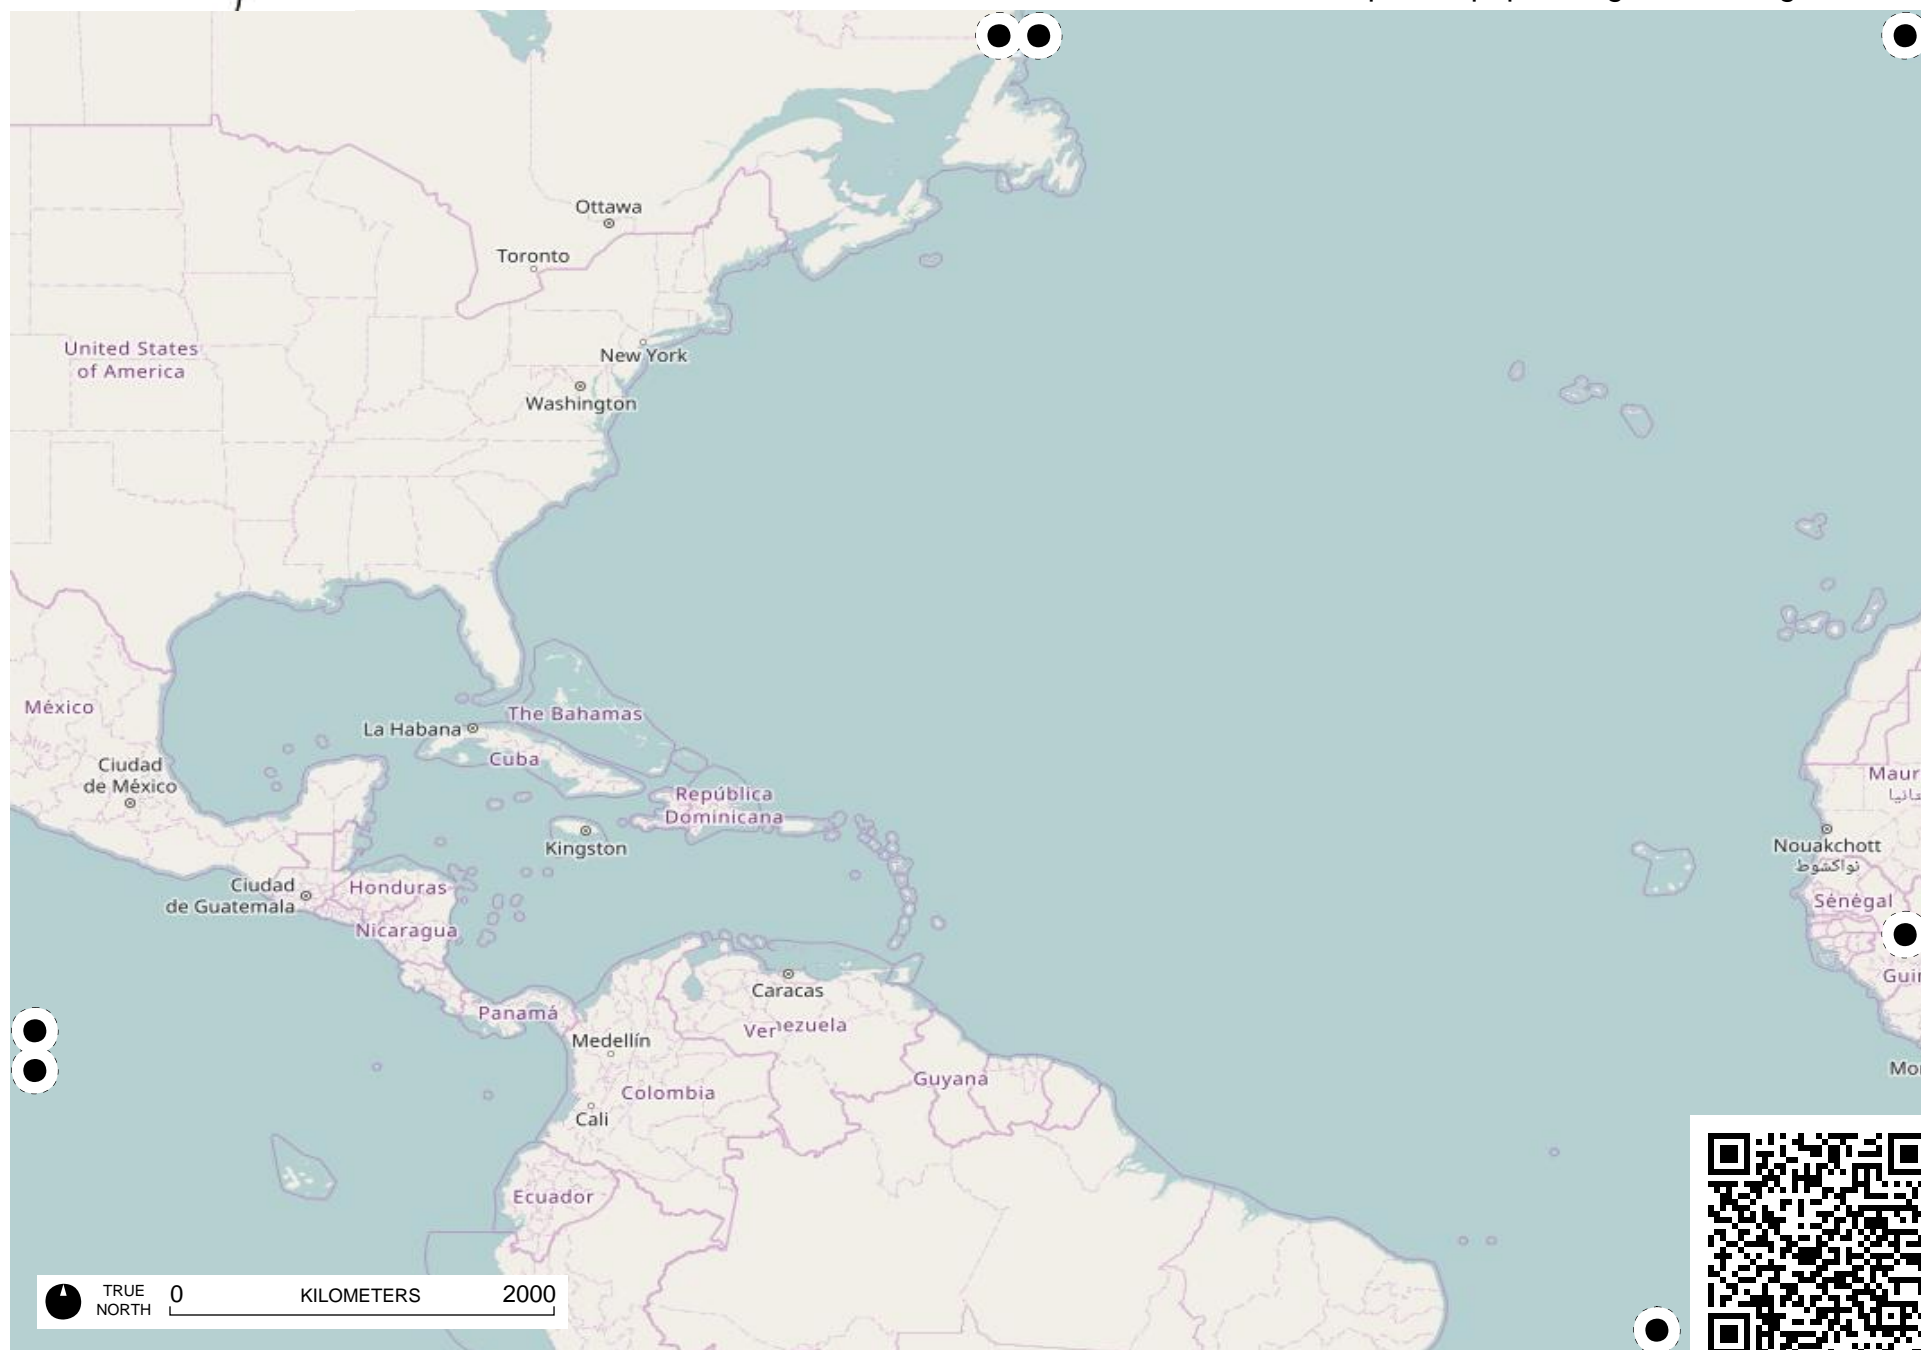 Ottawa
Toronto
United States
of America
New York
Washington
México
La Habana
The Bahamas
Cuba
Ciudad
de México
República
Dominicana
Kingston
Nouakchott
نواكشوط
Ciudad
de Guatemala
Honduras
Sénégal
Nicaragua
Caracas
Panamá
Venezuela
Medellín
Guyana
Colombia
Cali
Ecuador
TRUE
NORTH
0 KILOMETERS 2000